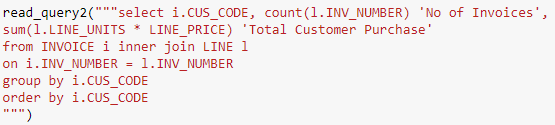 read_query2("""select i.CUS_CODE, count(l.INV_NUMBER) 'No of Invoices',
sum(l.LINE_UNITS * LINE_PRICE) 'Total Customer Purchase'
from INVOICE i inner join LINE l
on i.INV_NUMBER = l.INV_NUMBER
group by i.CUS_CODE
order by i.CUS_CODE
""")